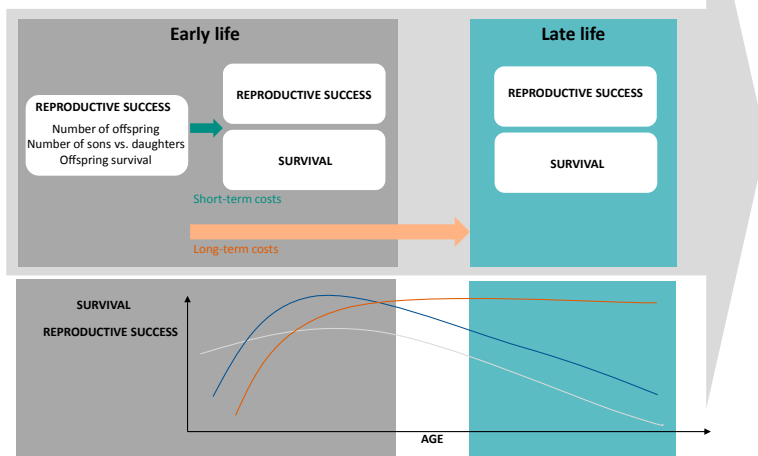 Early life
Late life
REPRODUCTIVE SUCCESS
Number of offspring
Number of sons vs. daughters
Offspring survival
REPRODUCTIVE SUCCESS
SURVIVAL
REPRODUCTIVE SUCCESS
SURVIVAL
Short-term costs
Long-term costs
SURVIVAL
REPRODUCTIVE SUCCESS
AGE